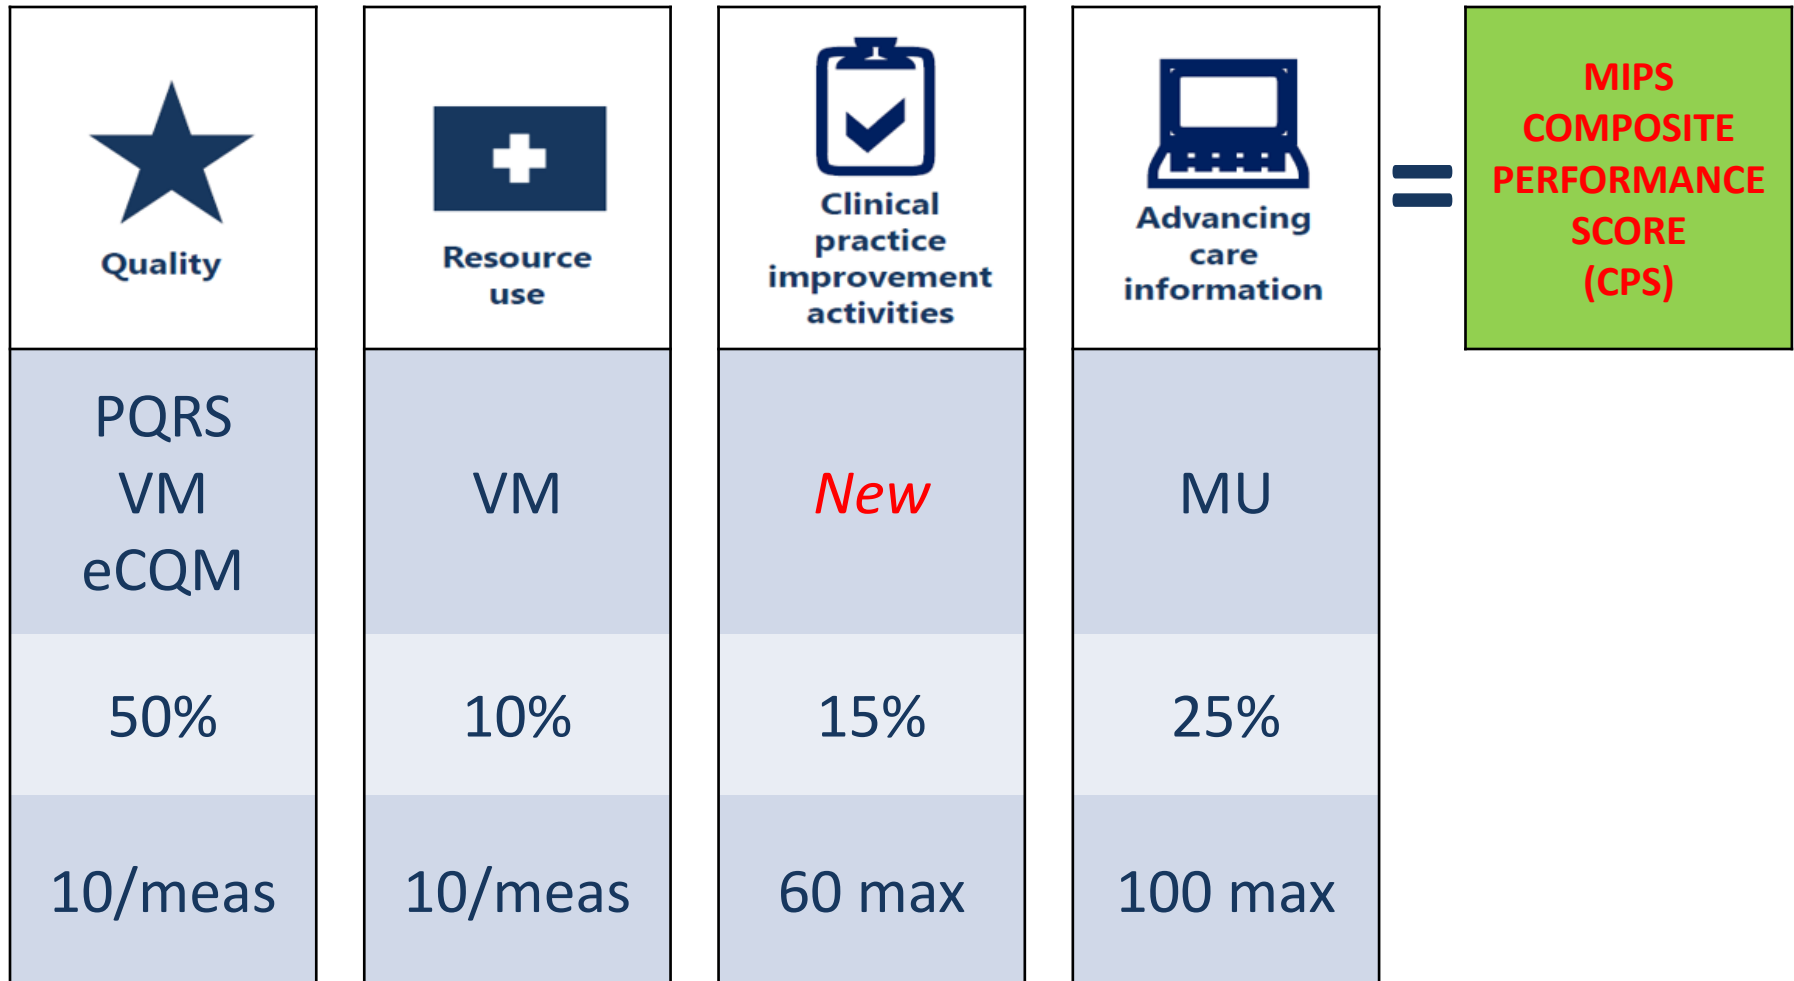 Quality
Resource
use
Clinical
practice
improvement
activities
Advancing
care
information
=
MIPS
COMPOSITE
PERFORMANCE
SCORE
(CPS)
PQRS
VM
eCQM
VM
New
MU
50%
10%
15%
25%
10/meas
10/meas
60 max
100 max